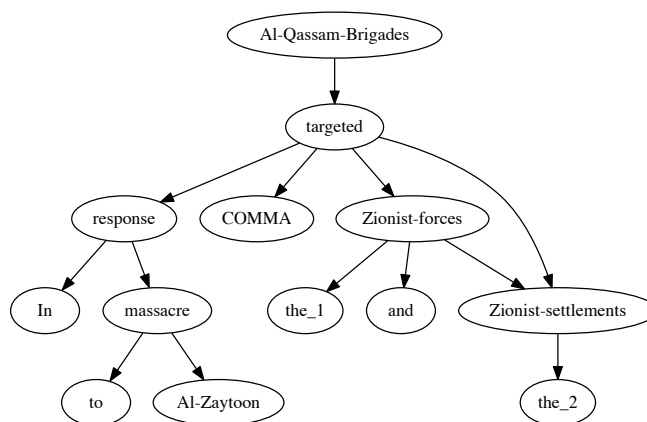 Al-Qassam-Brigades
targeted
response COMMA Zionist-forces
In massacre the_1 and Zionist-settlements
to Al-Zaytoon the_2